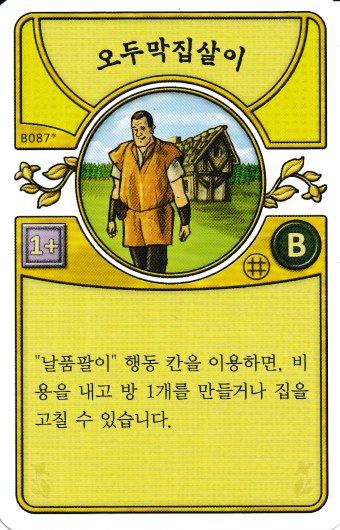 오두막집살이
B087*
1+
B
"날품팔이" 행동 칸을 이용하면, 비
용을 내고 방 1개를 만들거나 집을
고칠 수 있습니다.